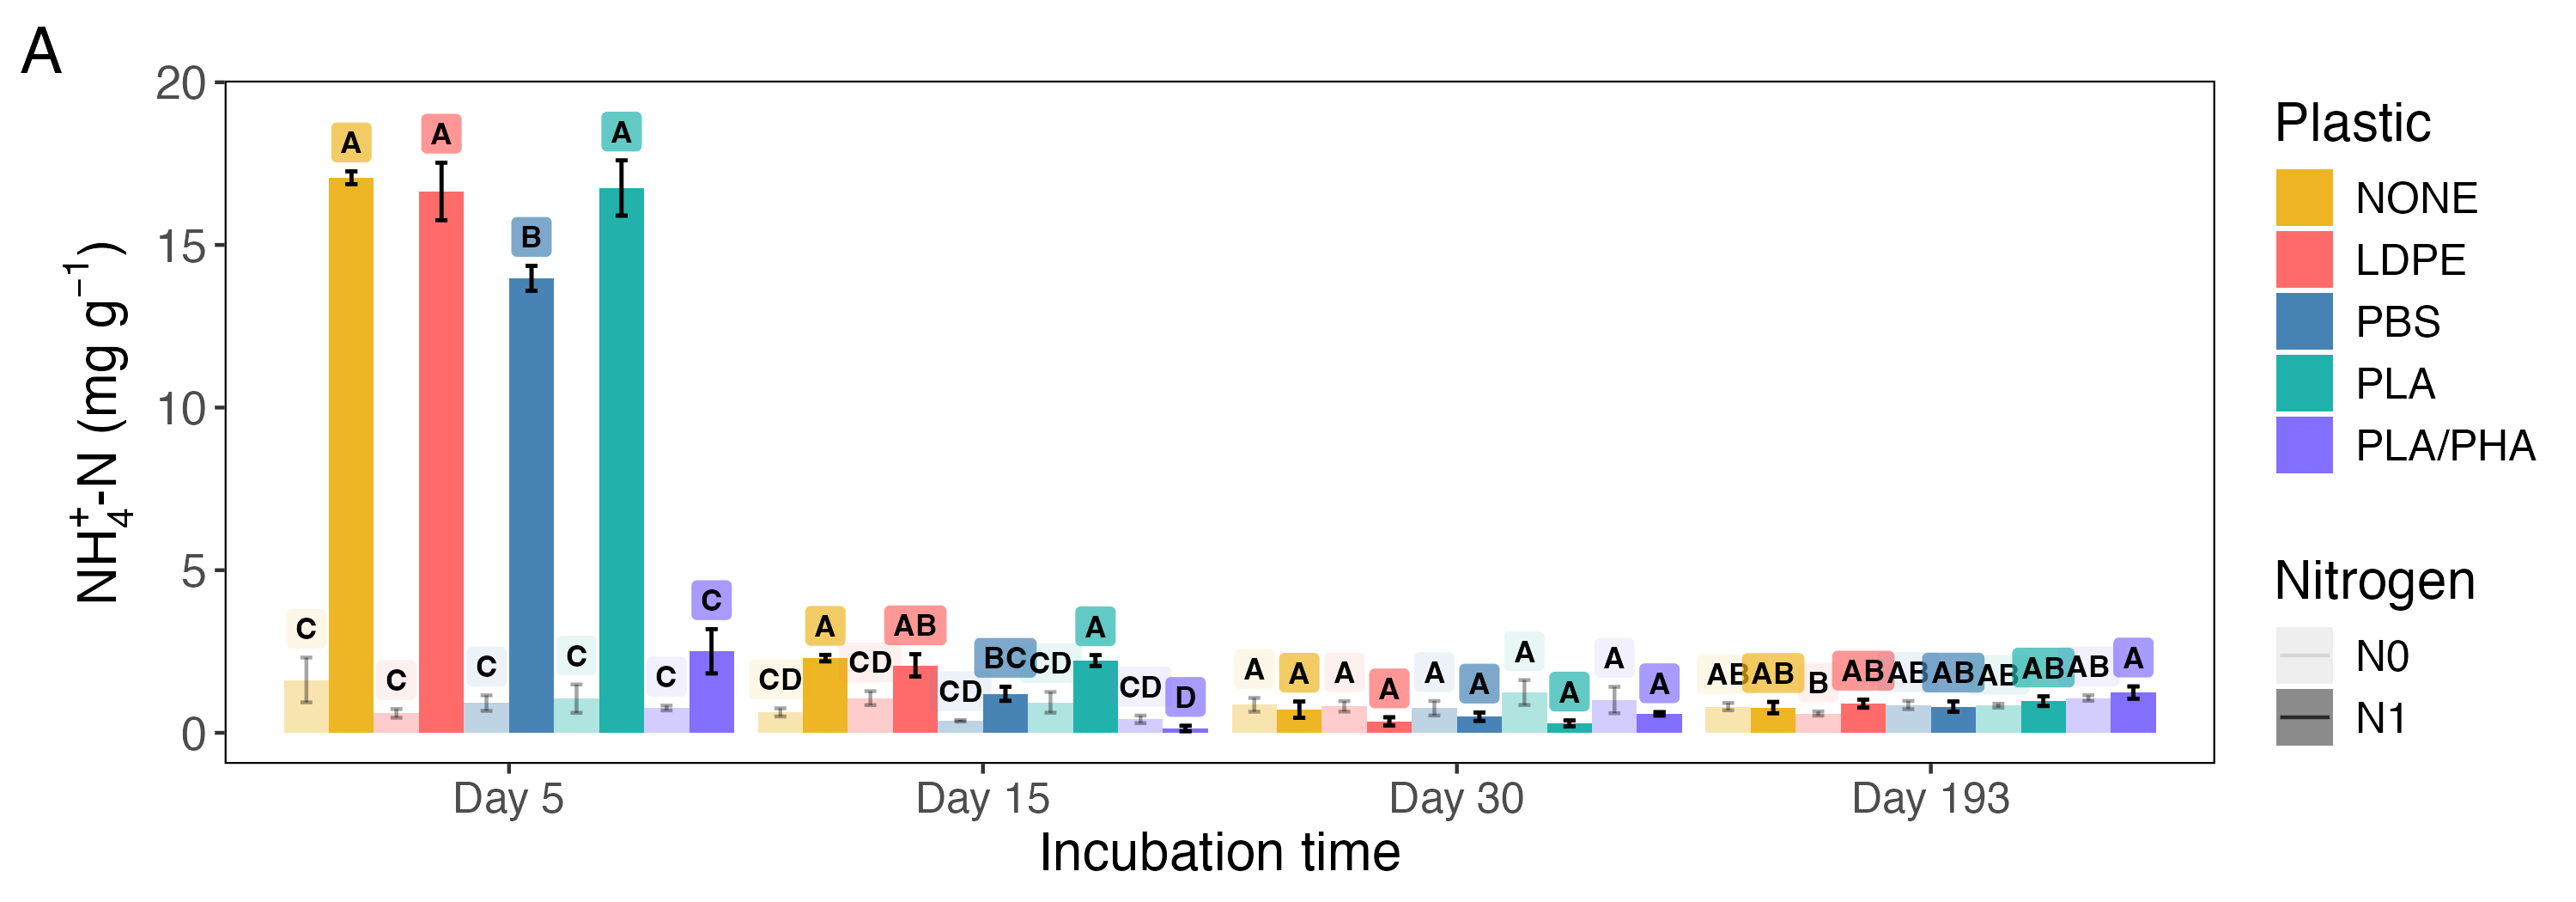 A
20
15
10
5
0
NH₄⁺-N (mg g⁻¹)
C A C A C B C A C C
CD A CD AB CD BC CD A CD D
A A A A A A A A A A
AB AB B AB AB AB AB AB AB A
Day 5 Day 15 Day 30 Day 193
Incubation time
Plastic
NONE
LDPE
PBS
PLA
PLA/PHA
Nitrogen
N0
N1